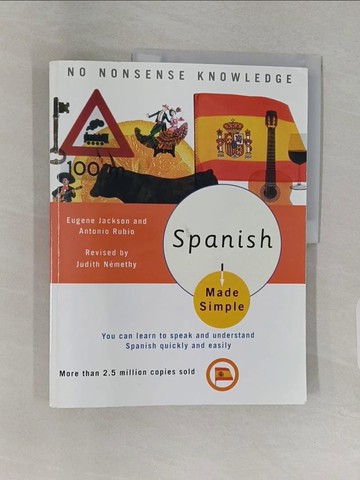 NO NONSENSE KNOWLEDGE
100m
Eugene Jackson and
Antonio Rubio
Revised by
Judith Némethy
Spanish
Made
Simple
You can learn to speak and understand
Spanish quickly and easily
More than 2.5 million copies sold